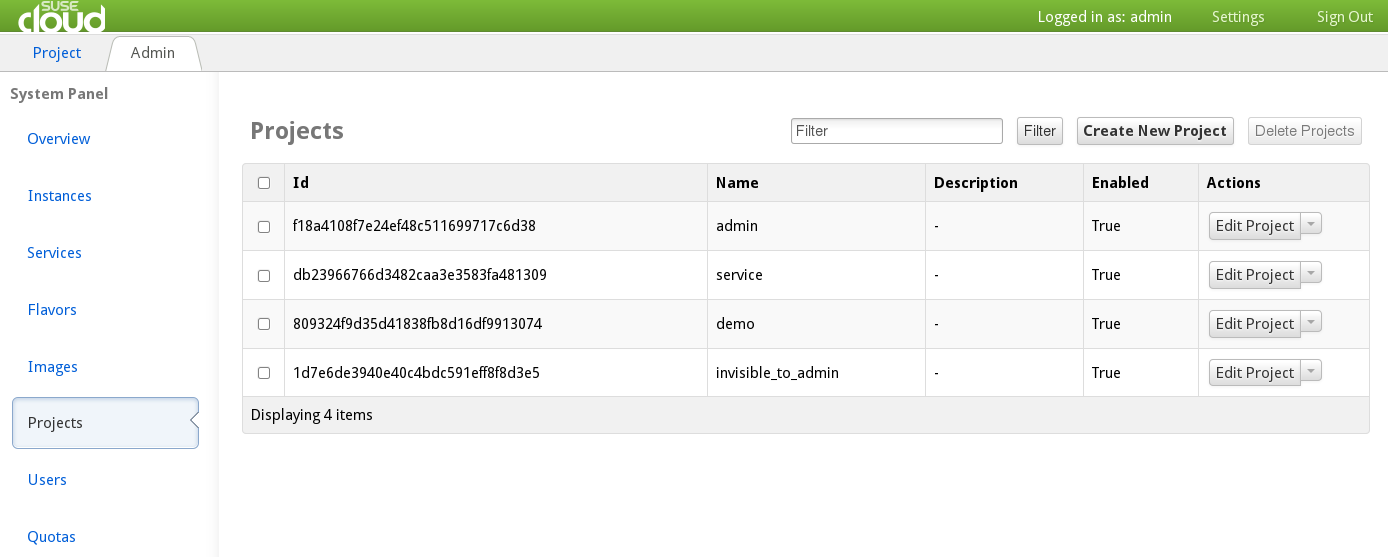 SUSE
cloud
Logged in as: admin Settings Sign Out
Project Admin
System Panel
Overview
Instances
Services
Flavors
Images
Projects
Users
Quotas
Projects
Filter Filter Create New Project Delete Projects
Id Name Description Enabled Actions
f18a4108f7e24ef48c511699717c6d38 admin - True Edit Project
db23966766d3482caa3e3583fa481309 service - True Edit Project
809324f9d35d41838fb8d16df9913074 demo - True Edit Project
1d7e6de3940e40c4bdc591eff8f8d3e5 invisible_to_admin - True Edit Project
Displaying 4 items